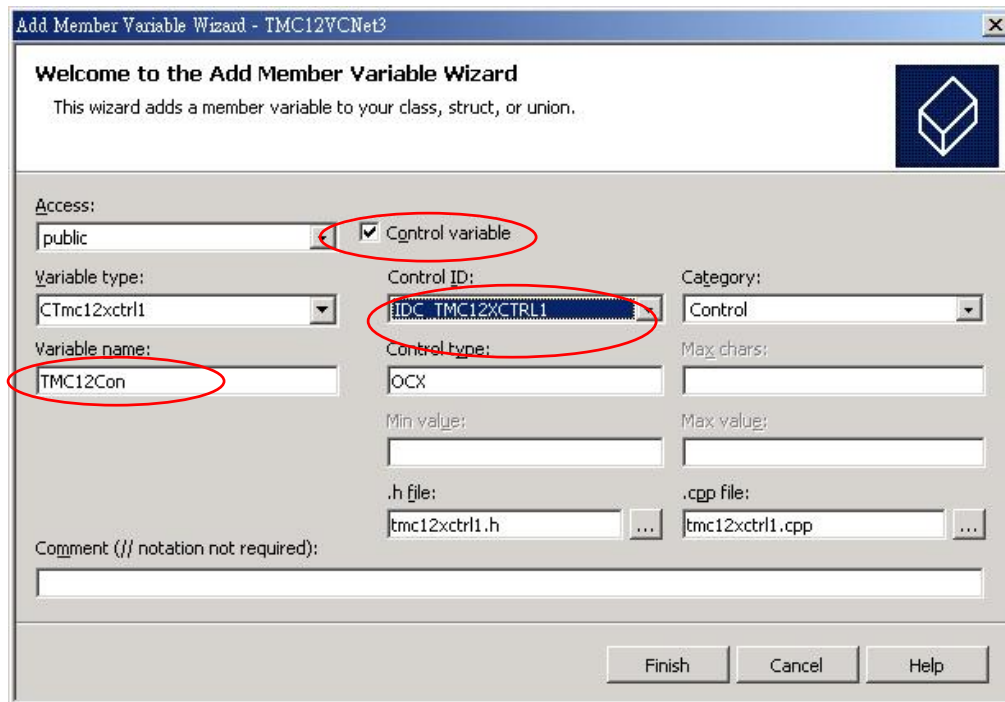 Add Member Variable Wizard - TMC12VCNet3
Welcome to the Add Member Variable Wizard
This wizard adds a member variable to your class, struct, or union.
Access:
public
Control variable
Variable type:
Control ID:
Category:
CTmc12xctrl1
IDC_TMC12XCTRL1
Control
Variable name:
Control type:
Max chars:
TMC12Con
OCX
Min value:
Max value:
.h file:
.cpp file:
tmc12xctrl1.h
...
tmc12xctrl1.cpp
...
Comment (// notation not required):
Finish
Cancel
Help